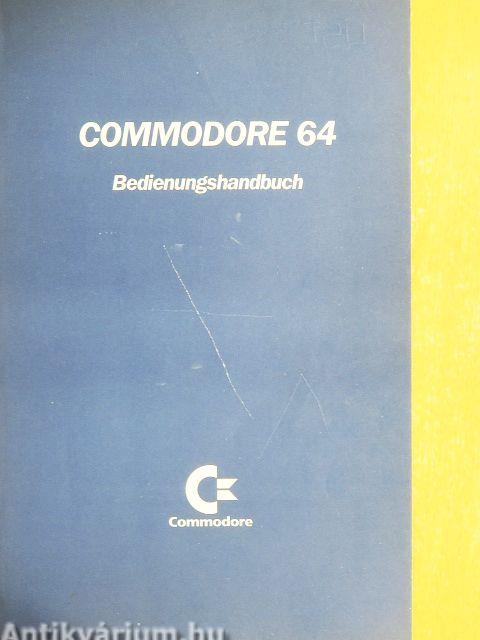 COMMODORE 64
Bedienungshandbuch
Commodore
Antikvárium.hu